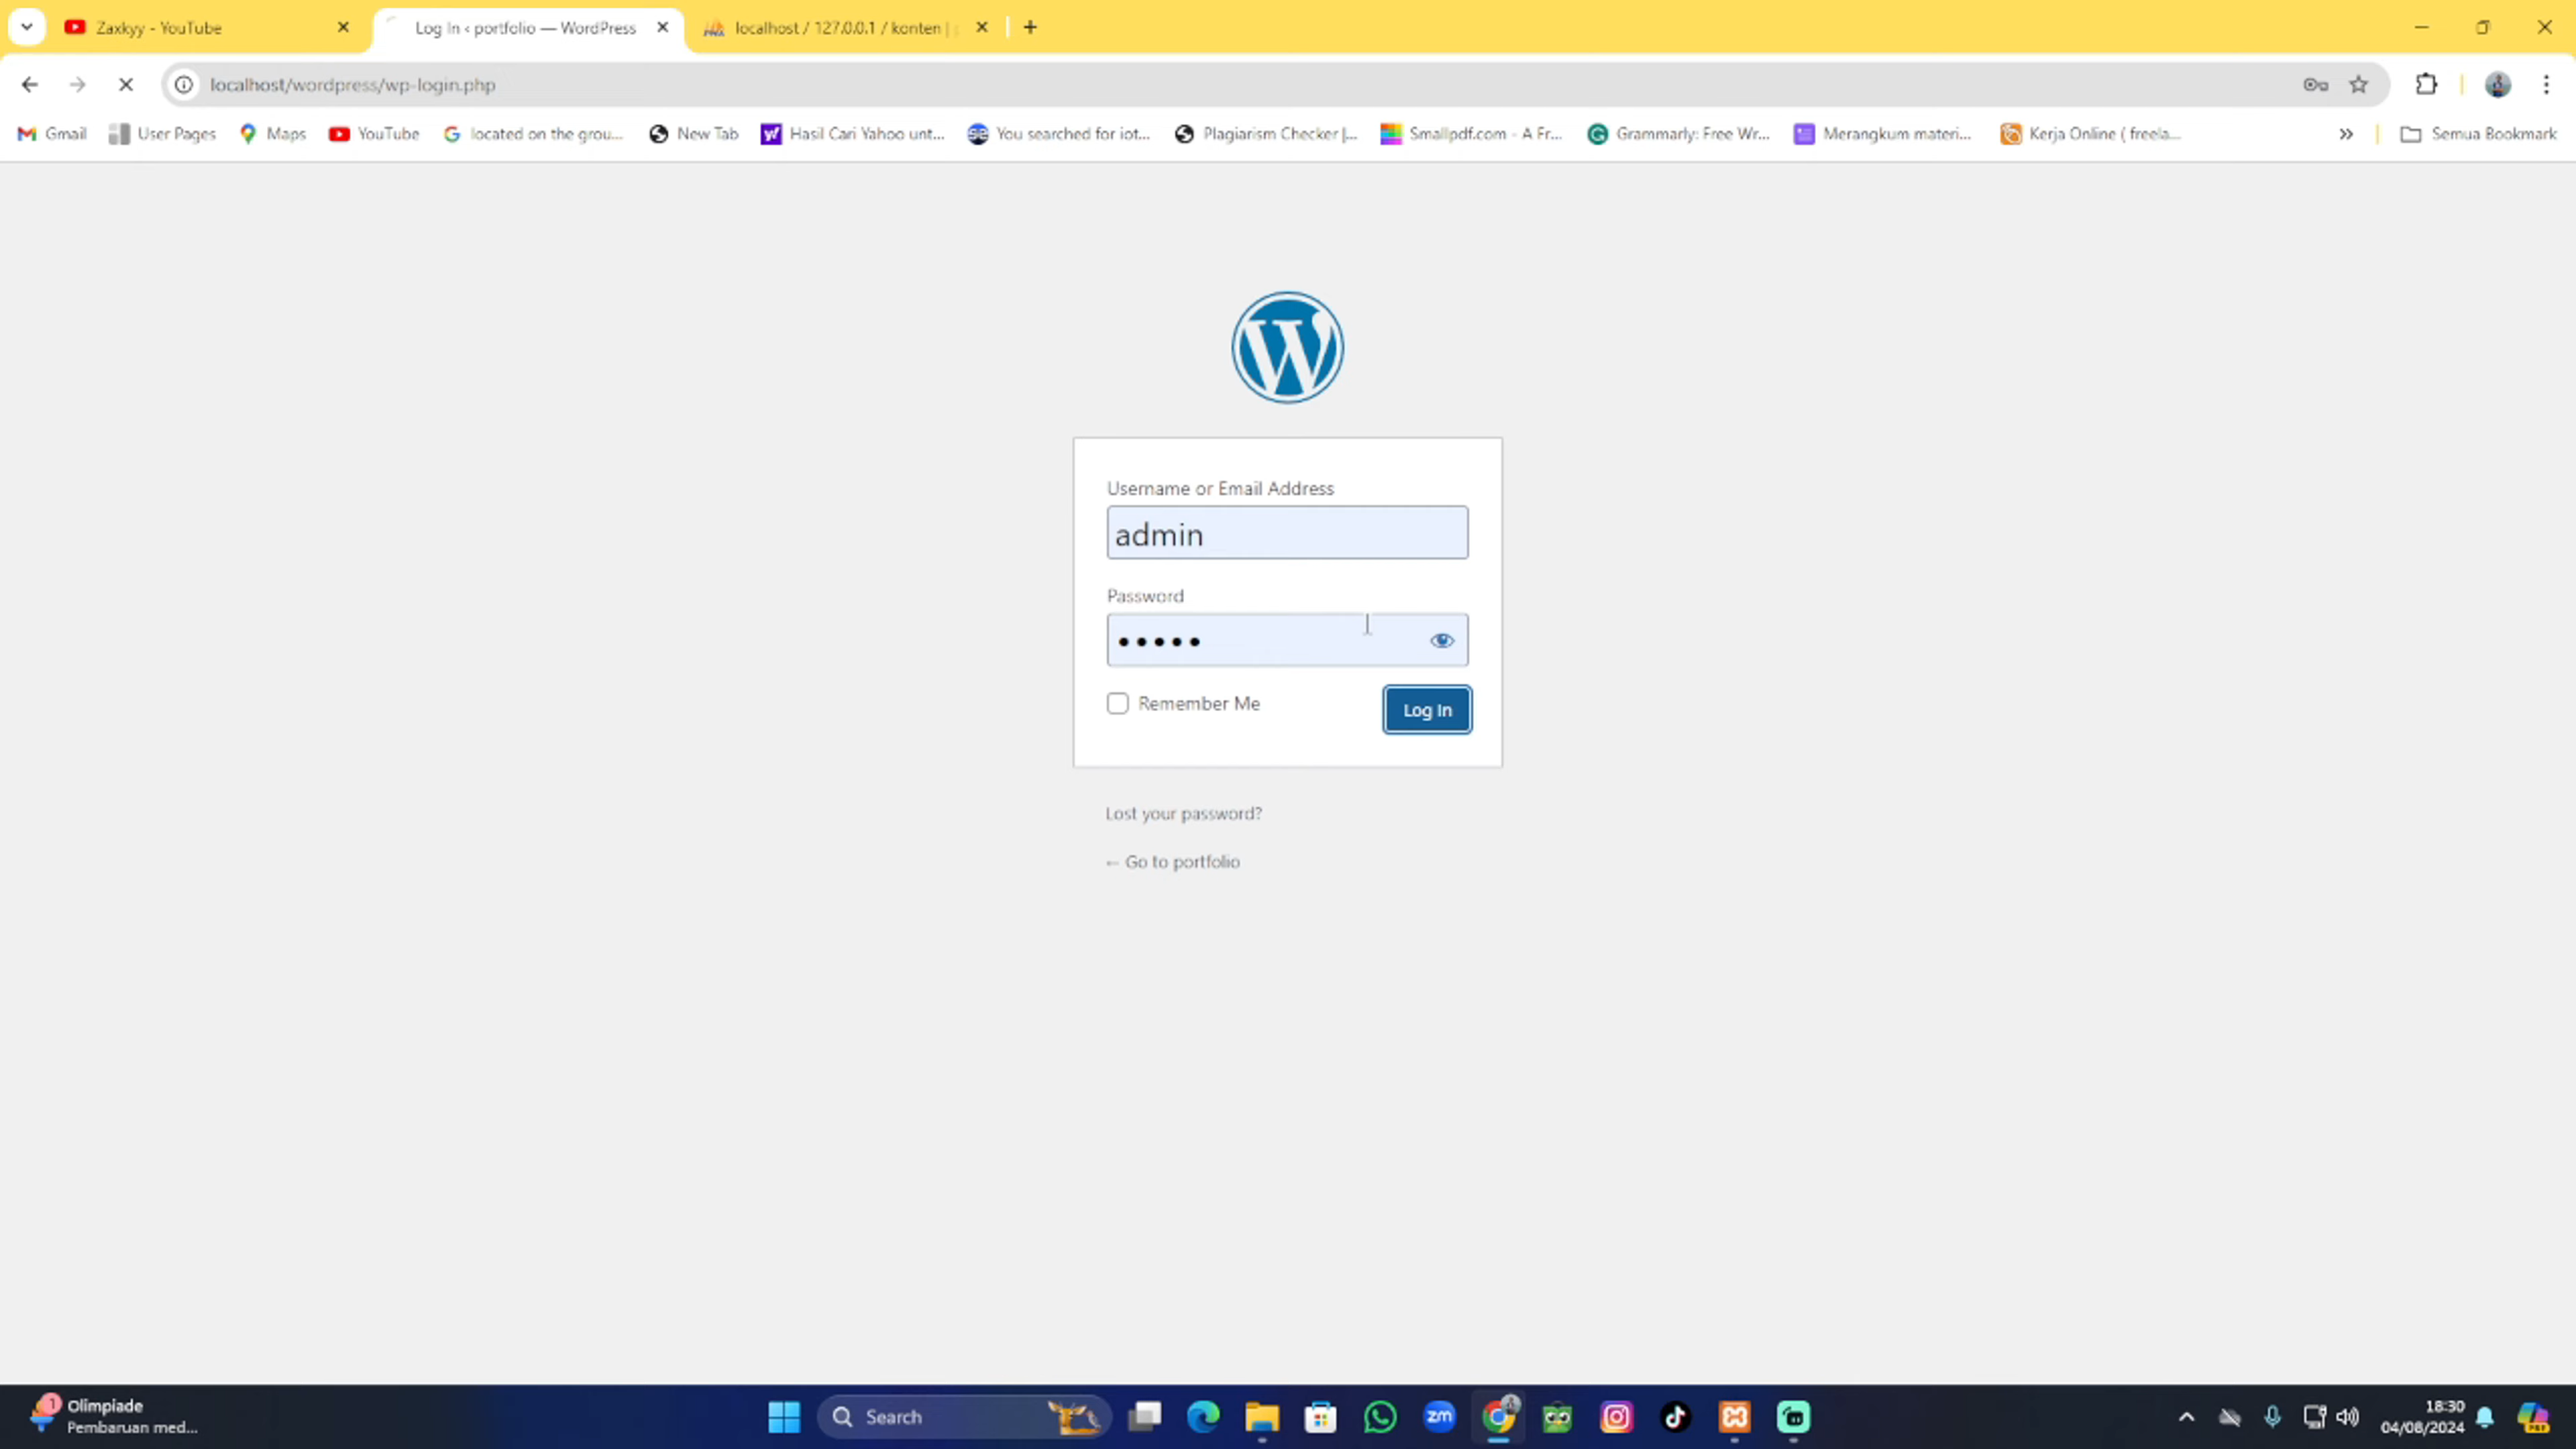 Zaxkyy - YouTube
Log In ‹ portfolio — WordPress
localhost / 127.0.0.1 / konten |
localhost/wordpress/wp-login.php
Gmail
User Pages
Maps
YouTube
located on the grou...
New Tab
Hasil Cari Yahoo unt...
You searched for iot...
Plagiarism Checker |...
Smallpdf.com - A Fr...
Grammarly: Free Wr...
Merangkum materi...
Kerja Online ( freela...
»
Semua Bookmark
Username or Email Address
admin
Password
•••••
Remember Me
Log In
Lost your password?
← Go to portfolio
1
Olimpiade
Pembaruan med...
Search
zm
18:30
04/08/2024